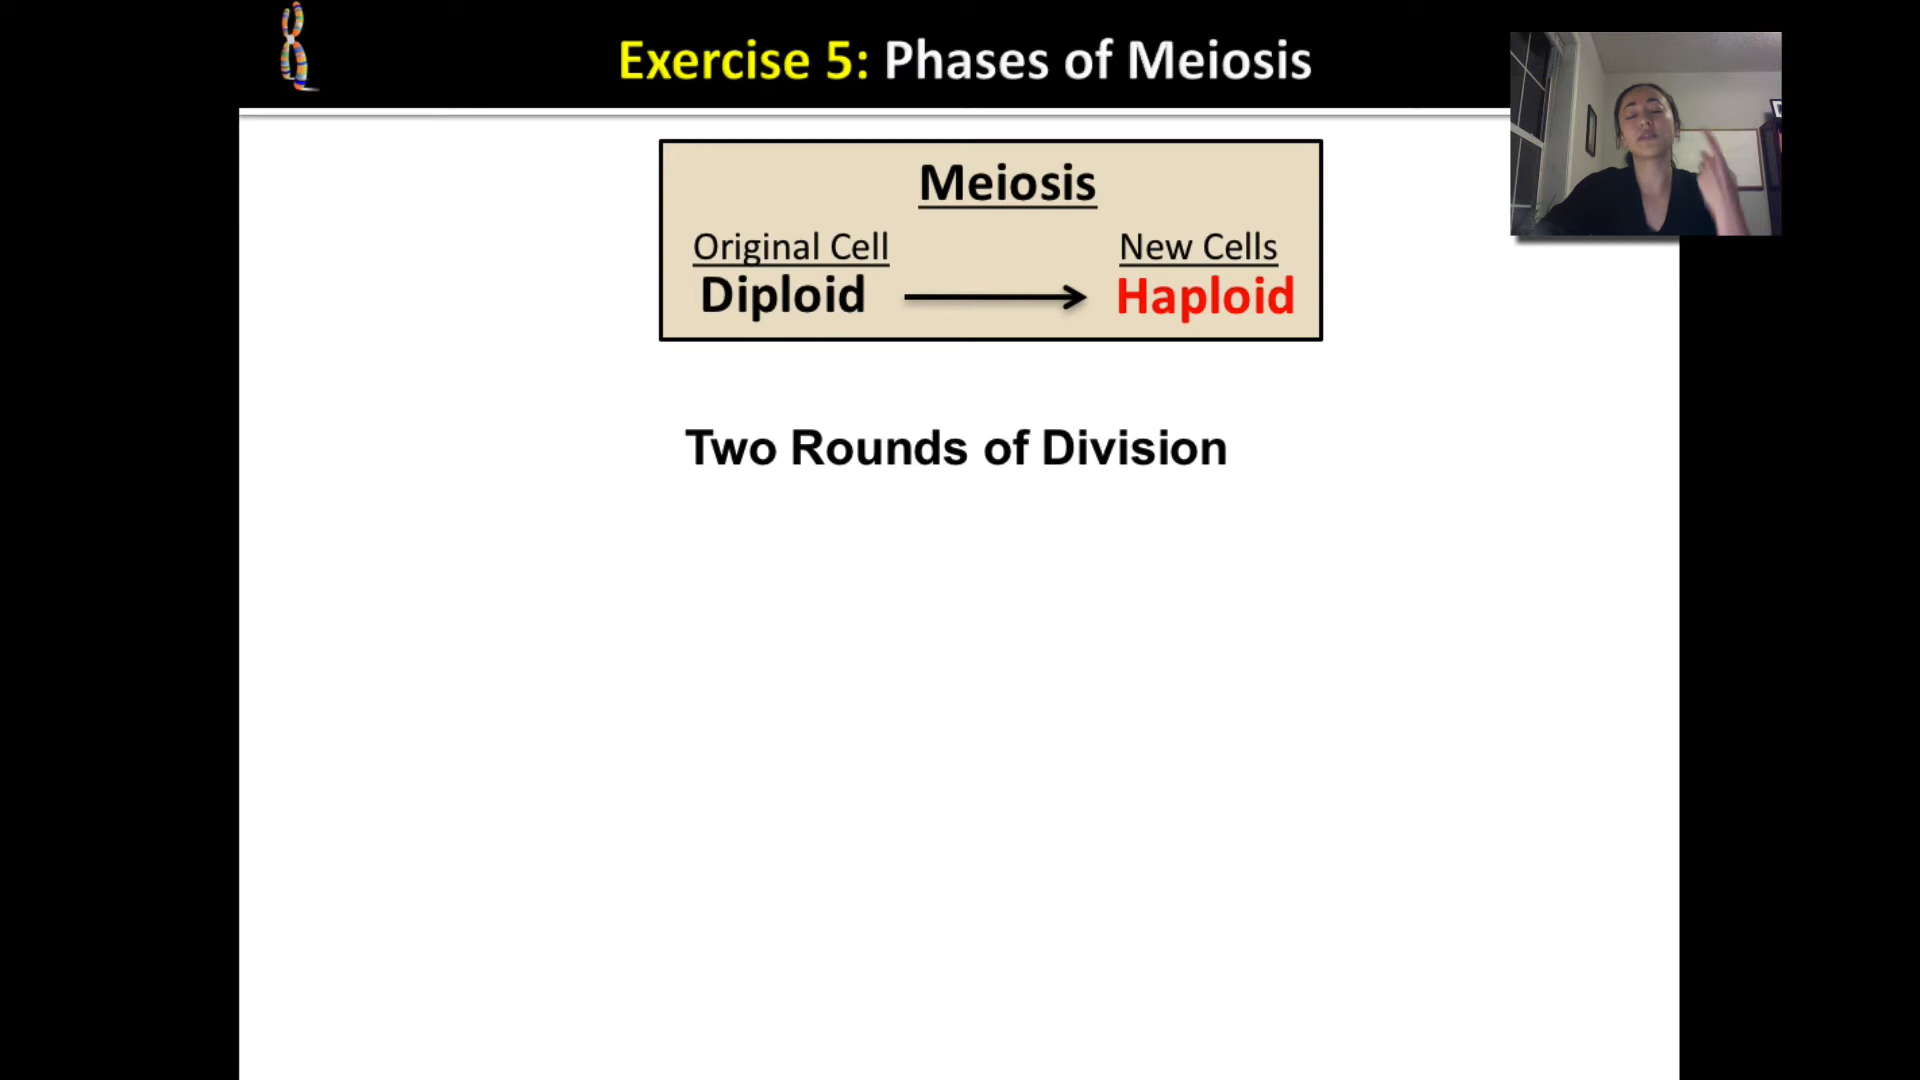 Exercise 5: Phases of Meiosis
Meiosis
Original Cell New Cells
Diploid Haploid
Two Rounds of Division